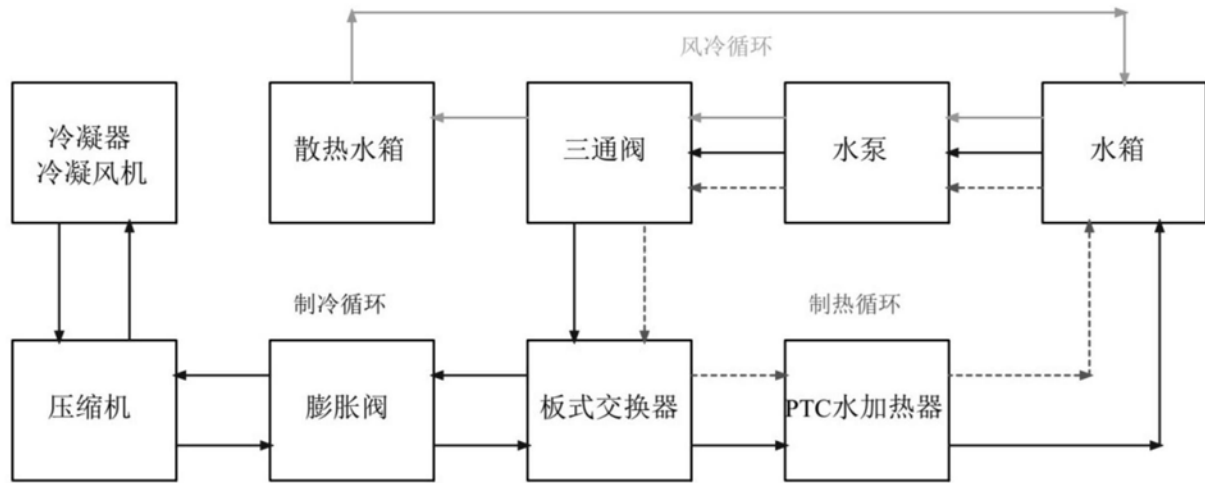 风冷循环
冷凝器
冷凝风机
散热水箱
三通阀
水泵
水箱
制冷循环
制热循环
压缩机
膨胀阀
板式交换器
PTC水加热器